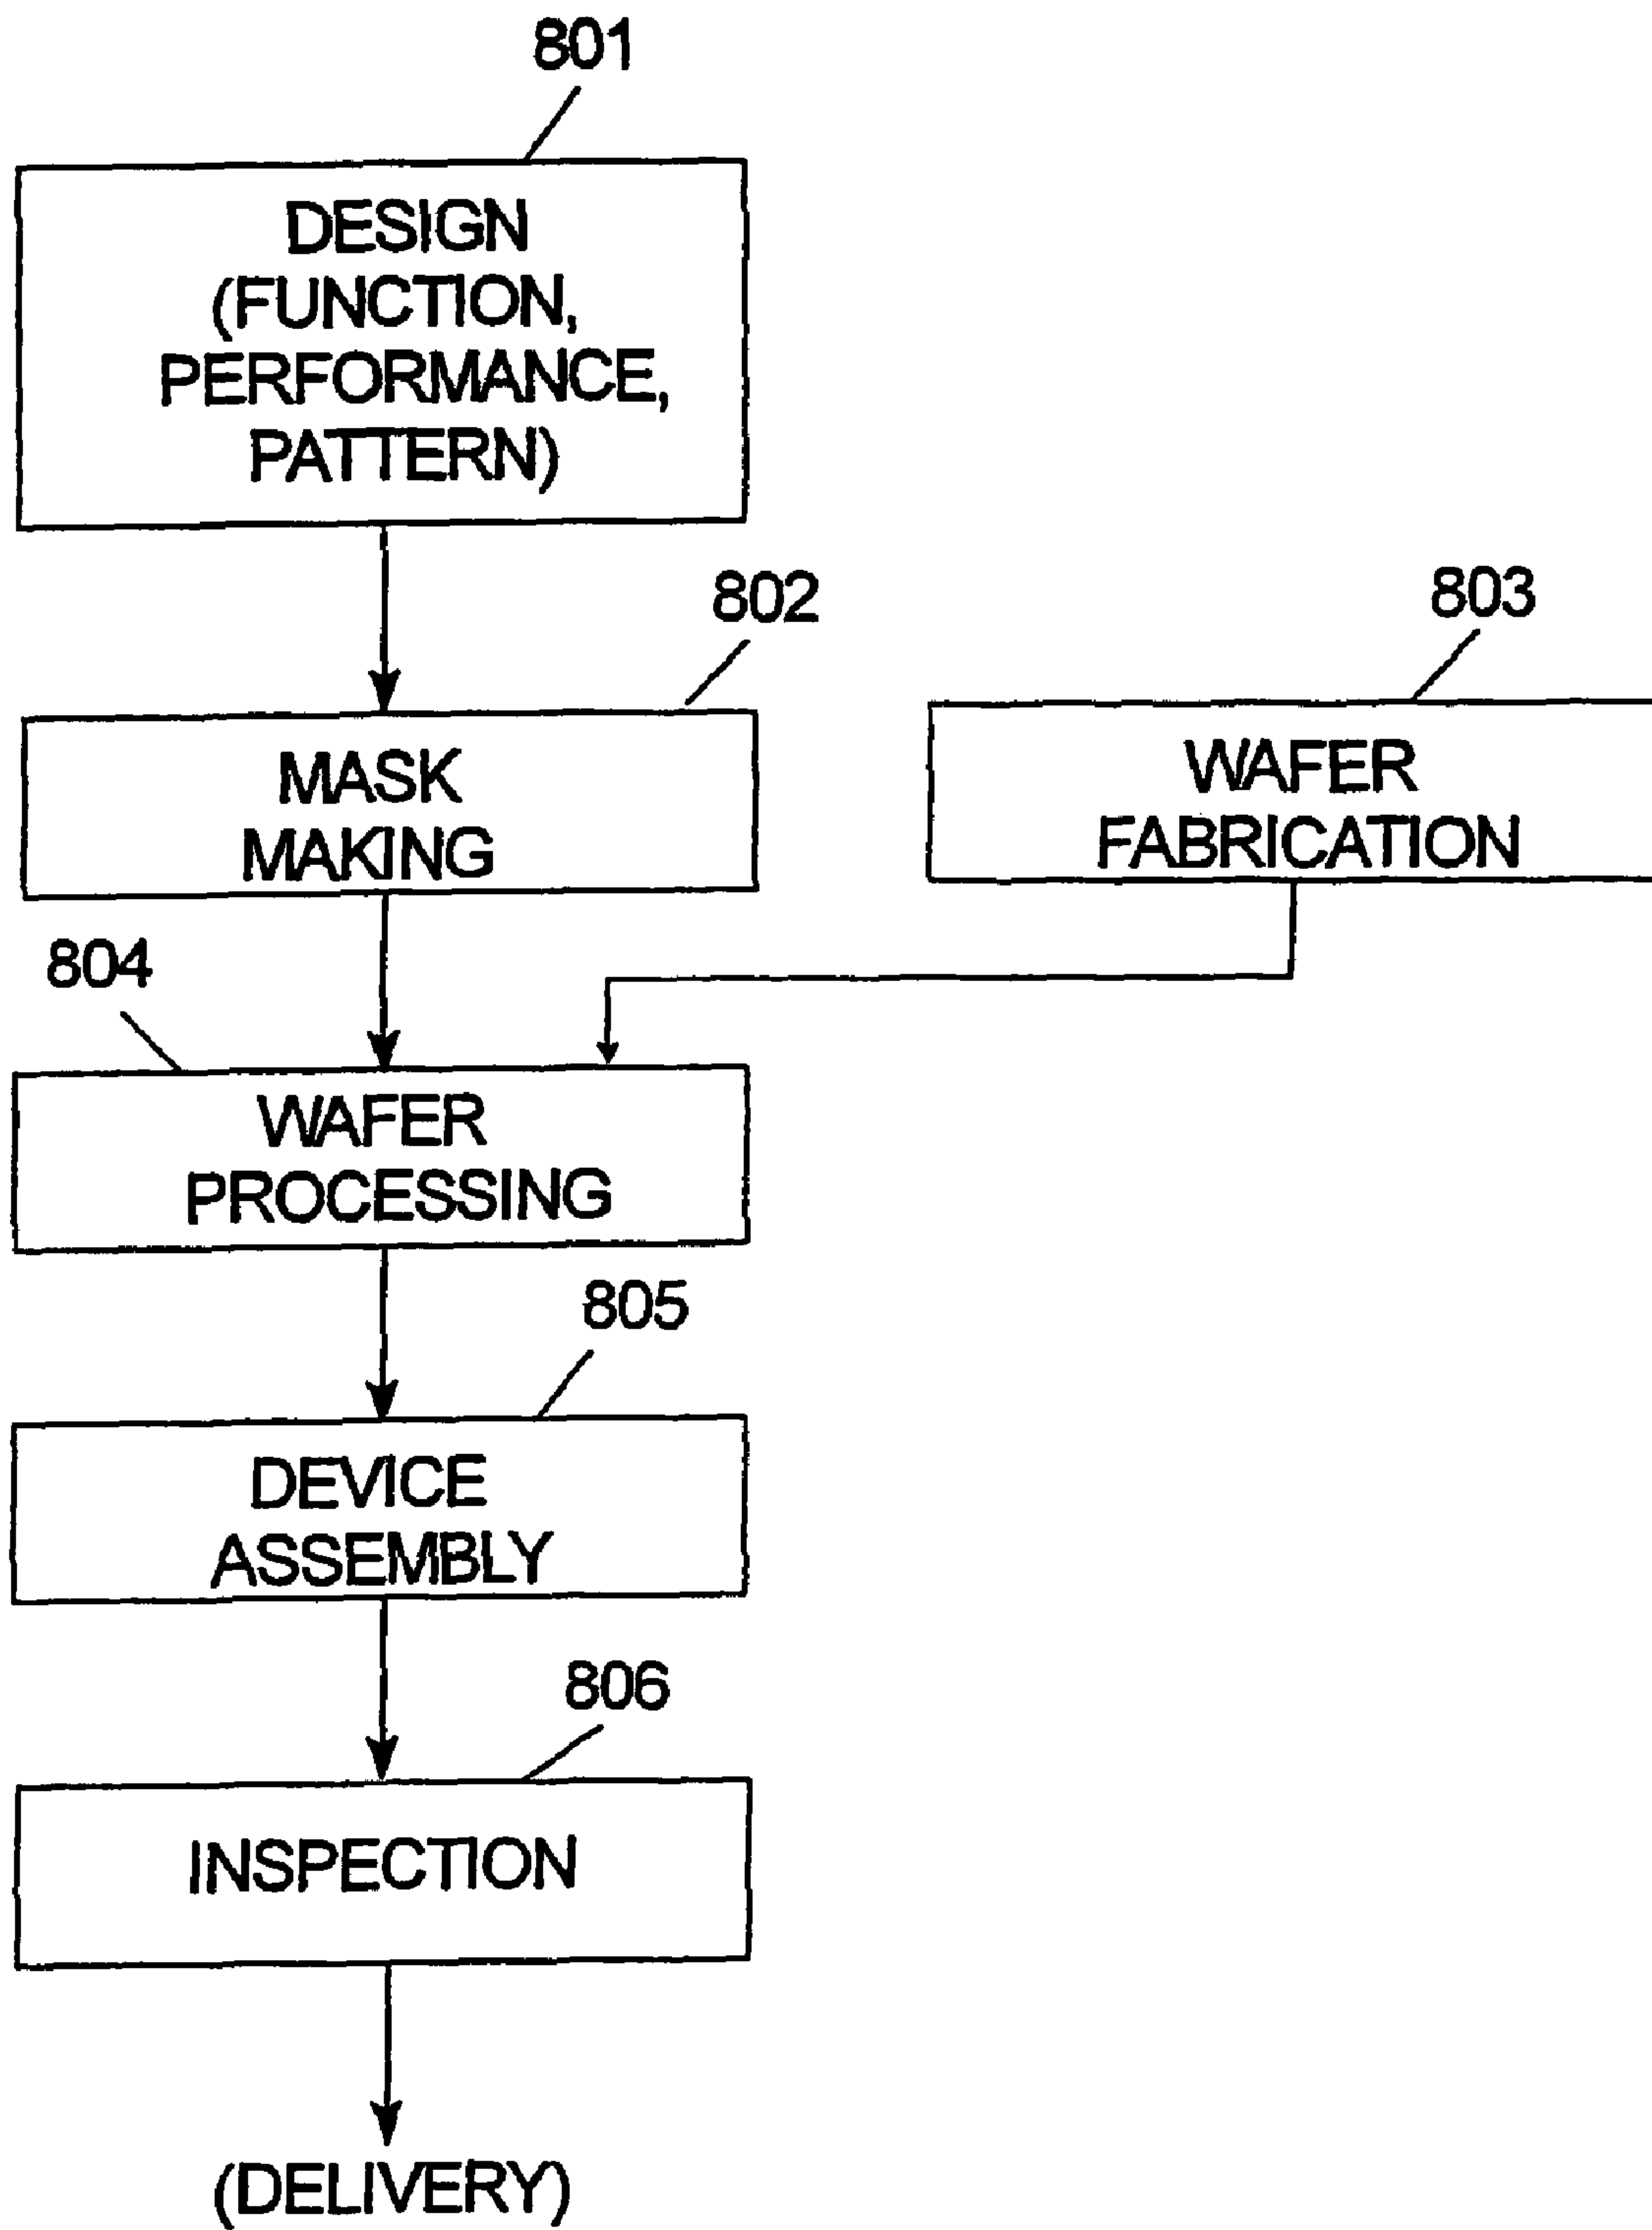 801
DESIGN
(FUNCTION,
PERFORMANCE,
PATTERN)
802
MASK
MAKING
803
WAFER
FABRICATION
804
WAFER
PROCESSING
805
DEVICE
ASSEMBLY
806
INSPECTION
(DELIVERY)